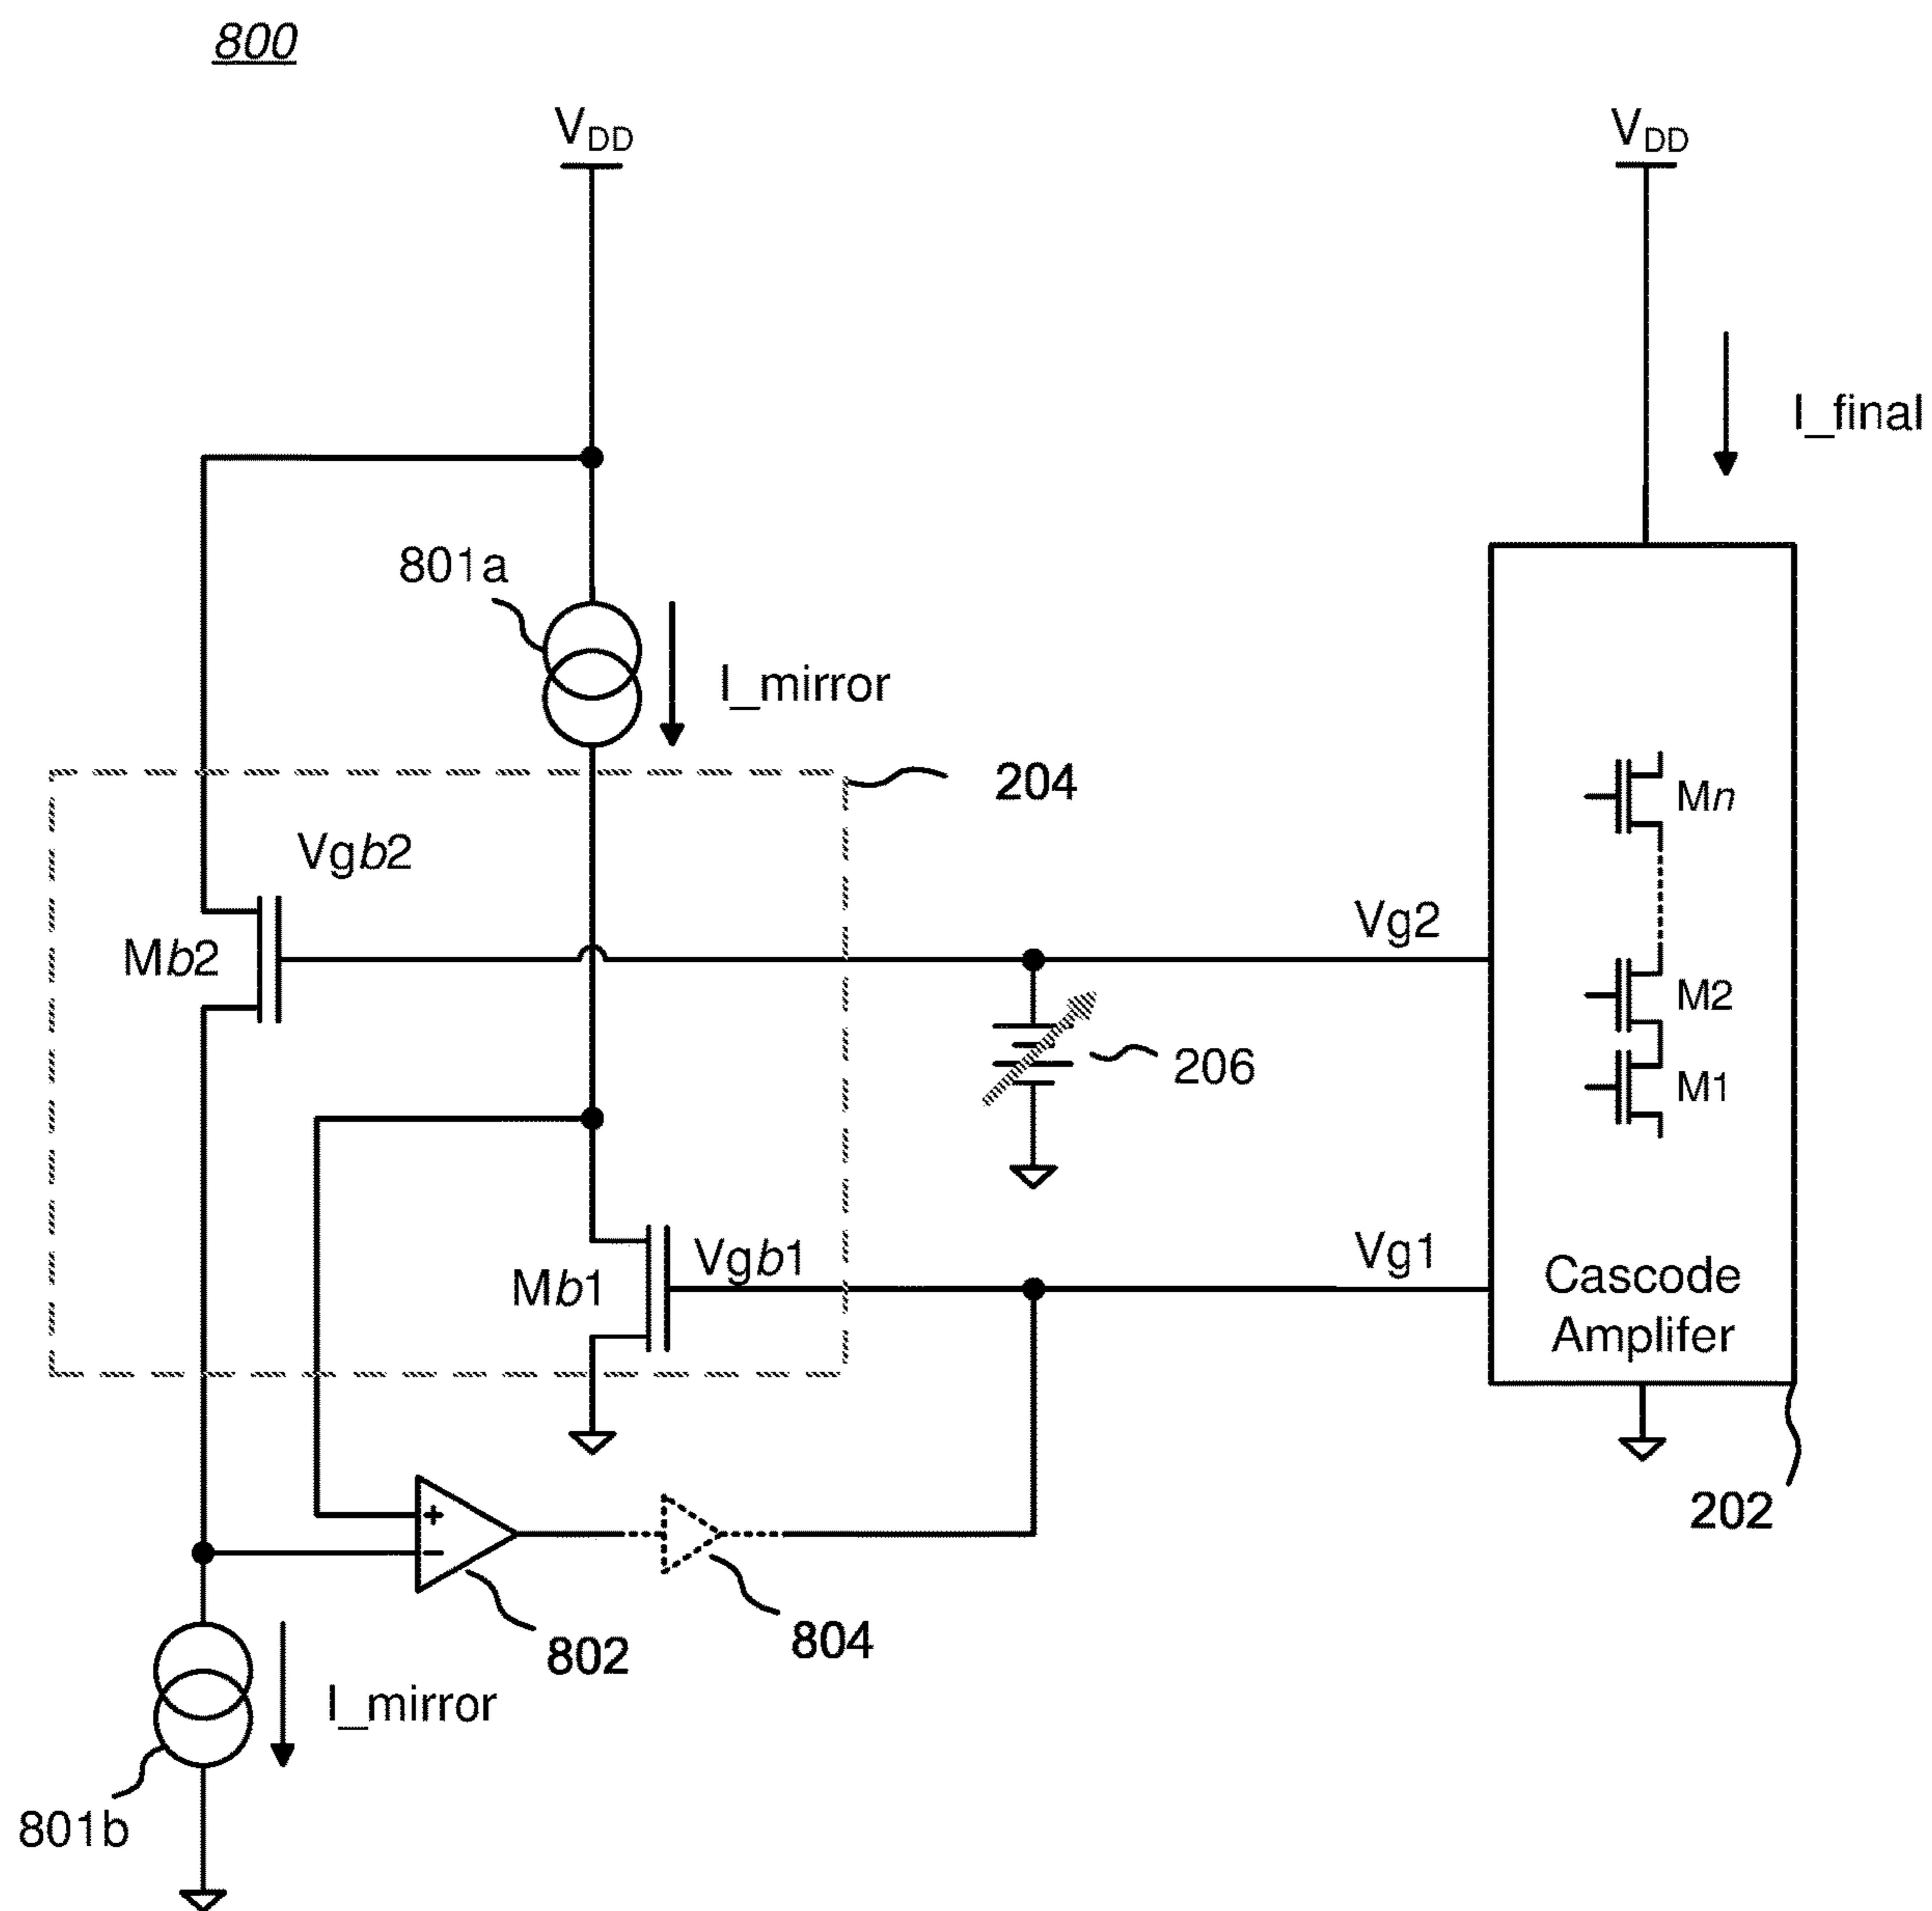 800
VDD
VDD
I_final
801a
I_mirror
204
Mn
Vgb2
Vg2
Mb2
M2
206
M1
Vgb1
Vg1
Mb1
Cascode
Amplifer
+
−
202
802
804
I_mirror
801b